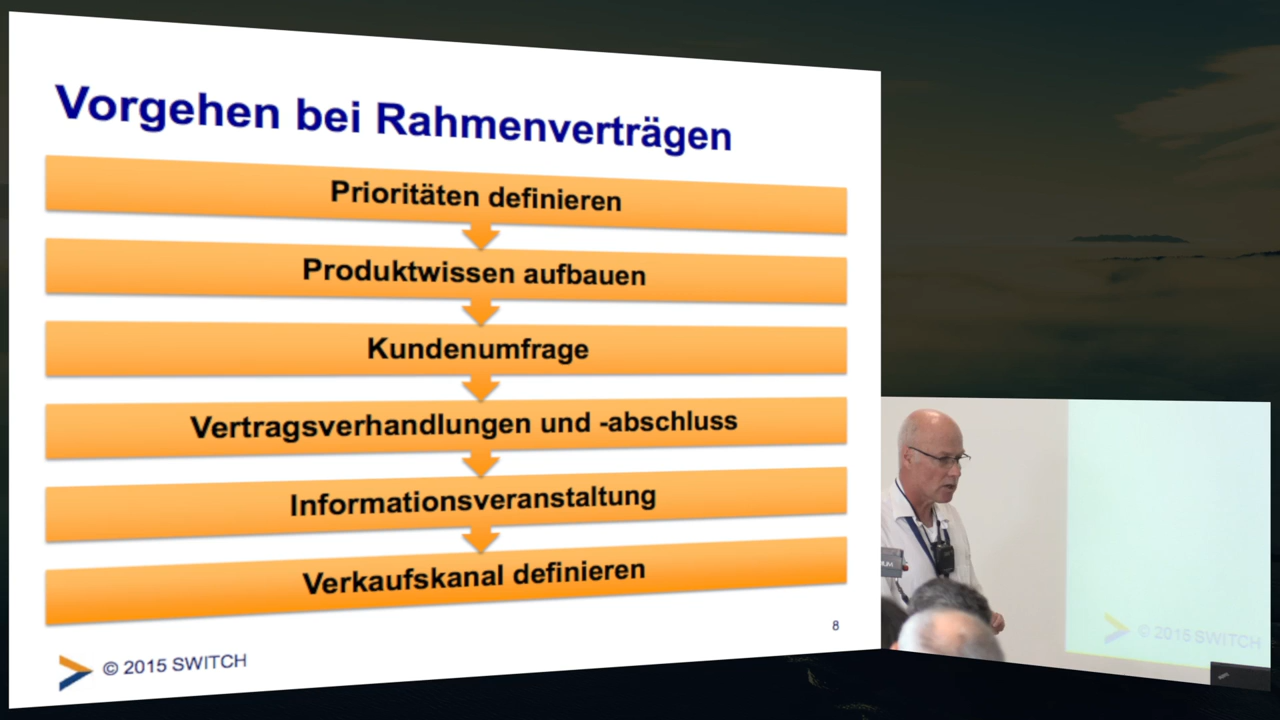 Vorgehen bei Rahmenverträgen
Prioritäten definieren
Produktwissen aufbauen
Kundenumfrage
Vertragsverhandlungen und -abschluss
Informationsveranstaltung
Verkaufskanal definieren
8
© 2015 SWITCH
© 2015 SWITCH